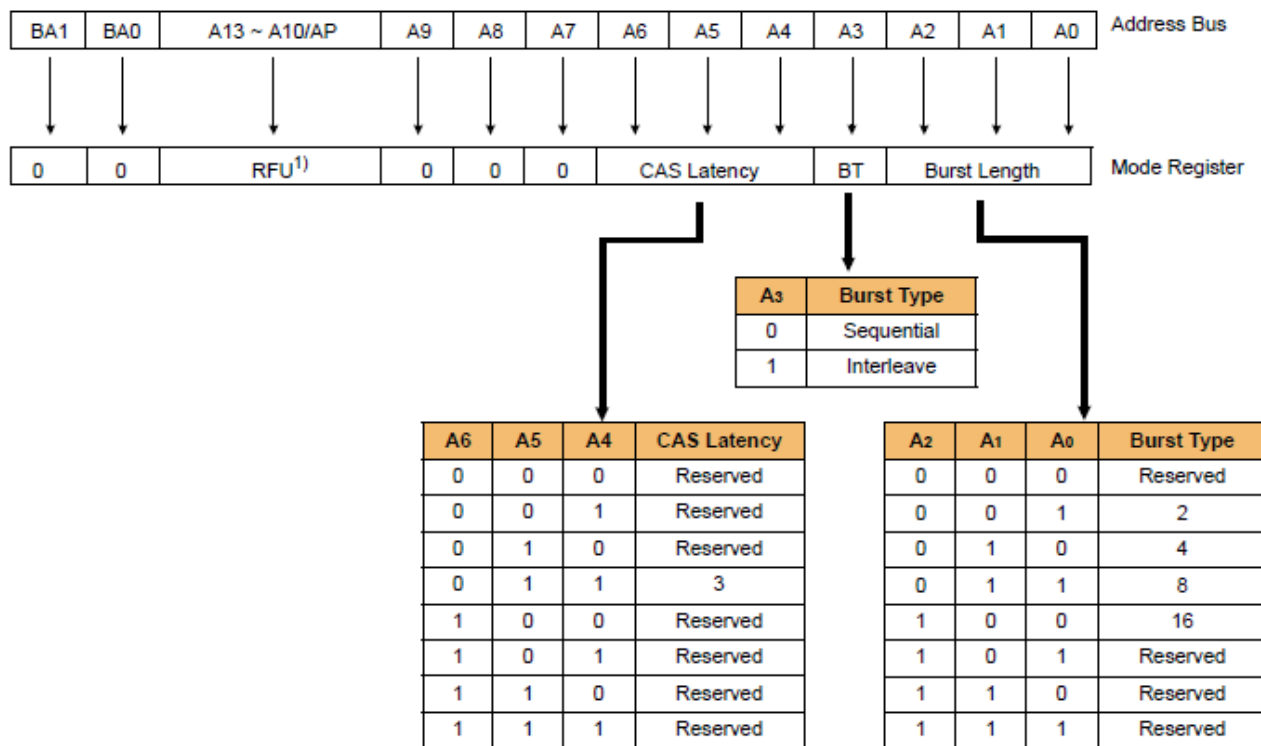 BA1 BA0 A13 ~ A10/AP A9 A8 A7 A6 A5 A4 A3 A2 A1 A0 Address Bus
0 0 RFU1) 0 0 0 CAS Latency BT Burst Length Mode Register
A3 Burst Type
0 Sequential
1 Interleave
A6 A5 A4 CAS Latency
0 0 0 Reserved
0 0 1 Reserved
0 1 0 Reserved
0 1 1 3
1 0 0 Reserved
1 0 1 Reserved
1 1 0 Reserved
1 1 1 Reserved
A2 A1 A0 Burst Type
0 0 0 Reserved
0 0 1 2
0 1 0 4
0 1 1 8
1 0 0 16
1 0 1 Reserved
1 1 0 Reserved
1 1 1 Reserved